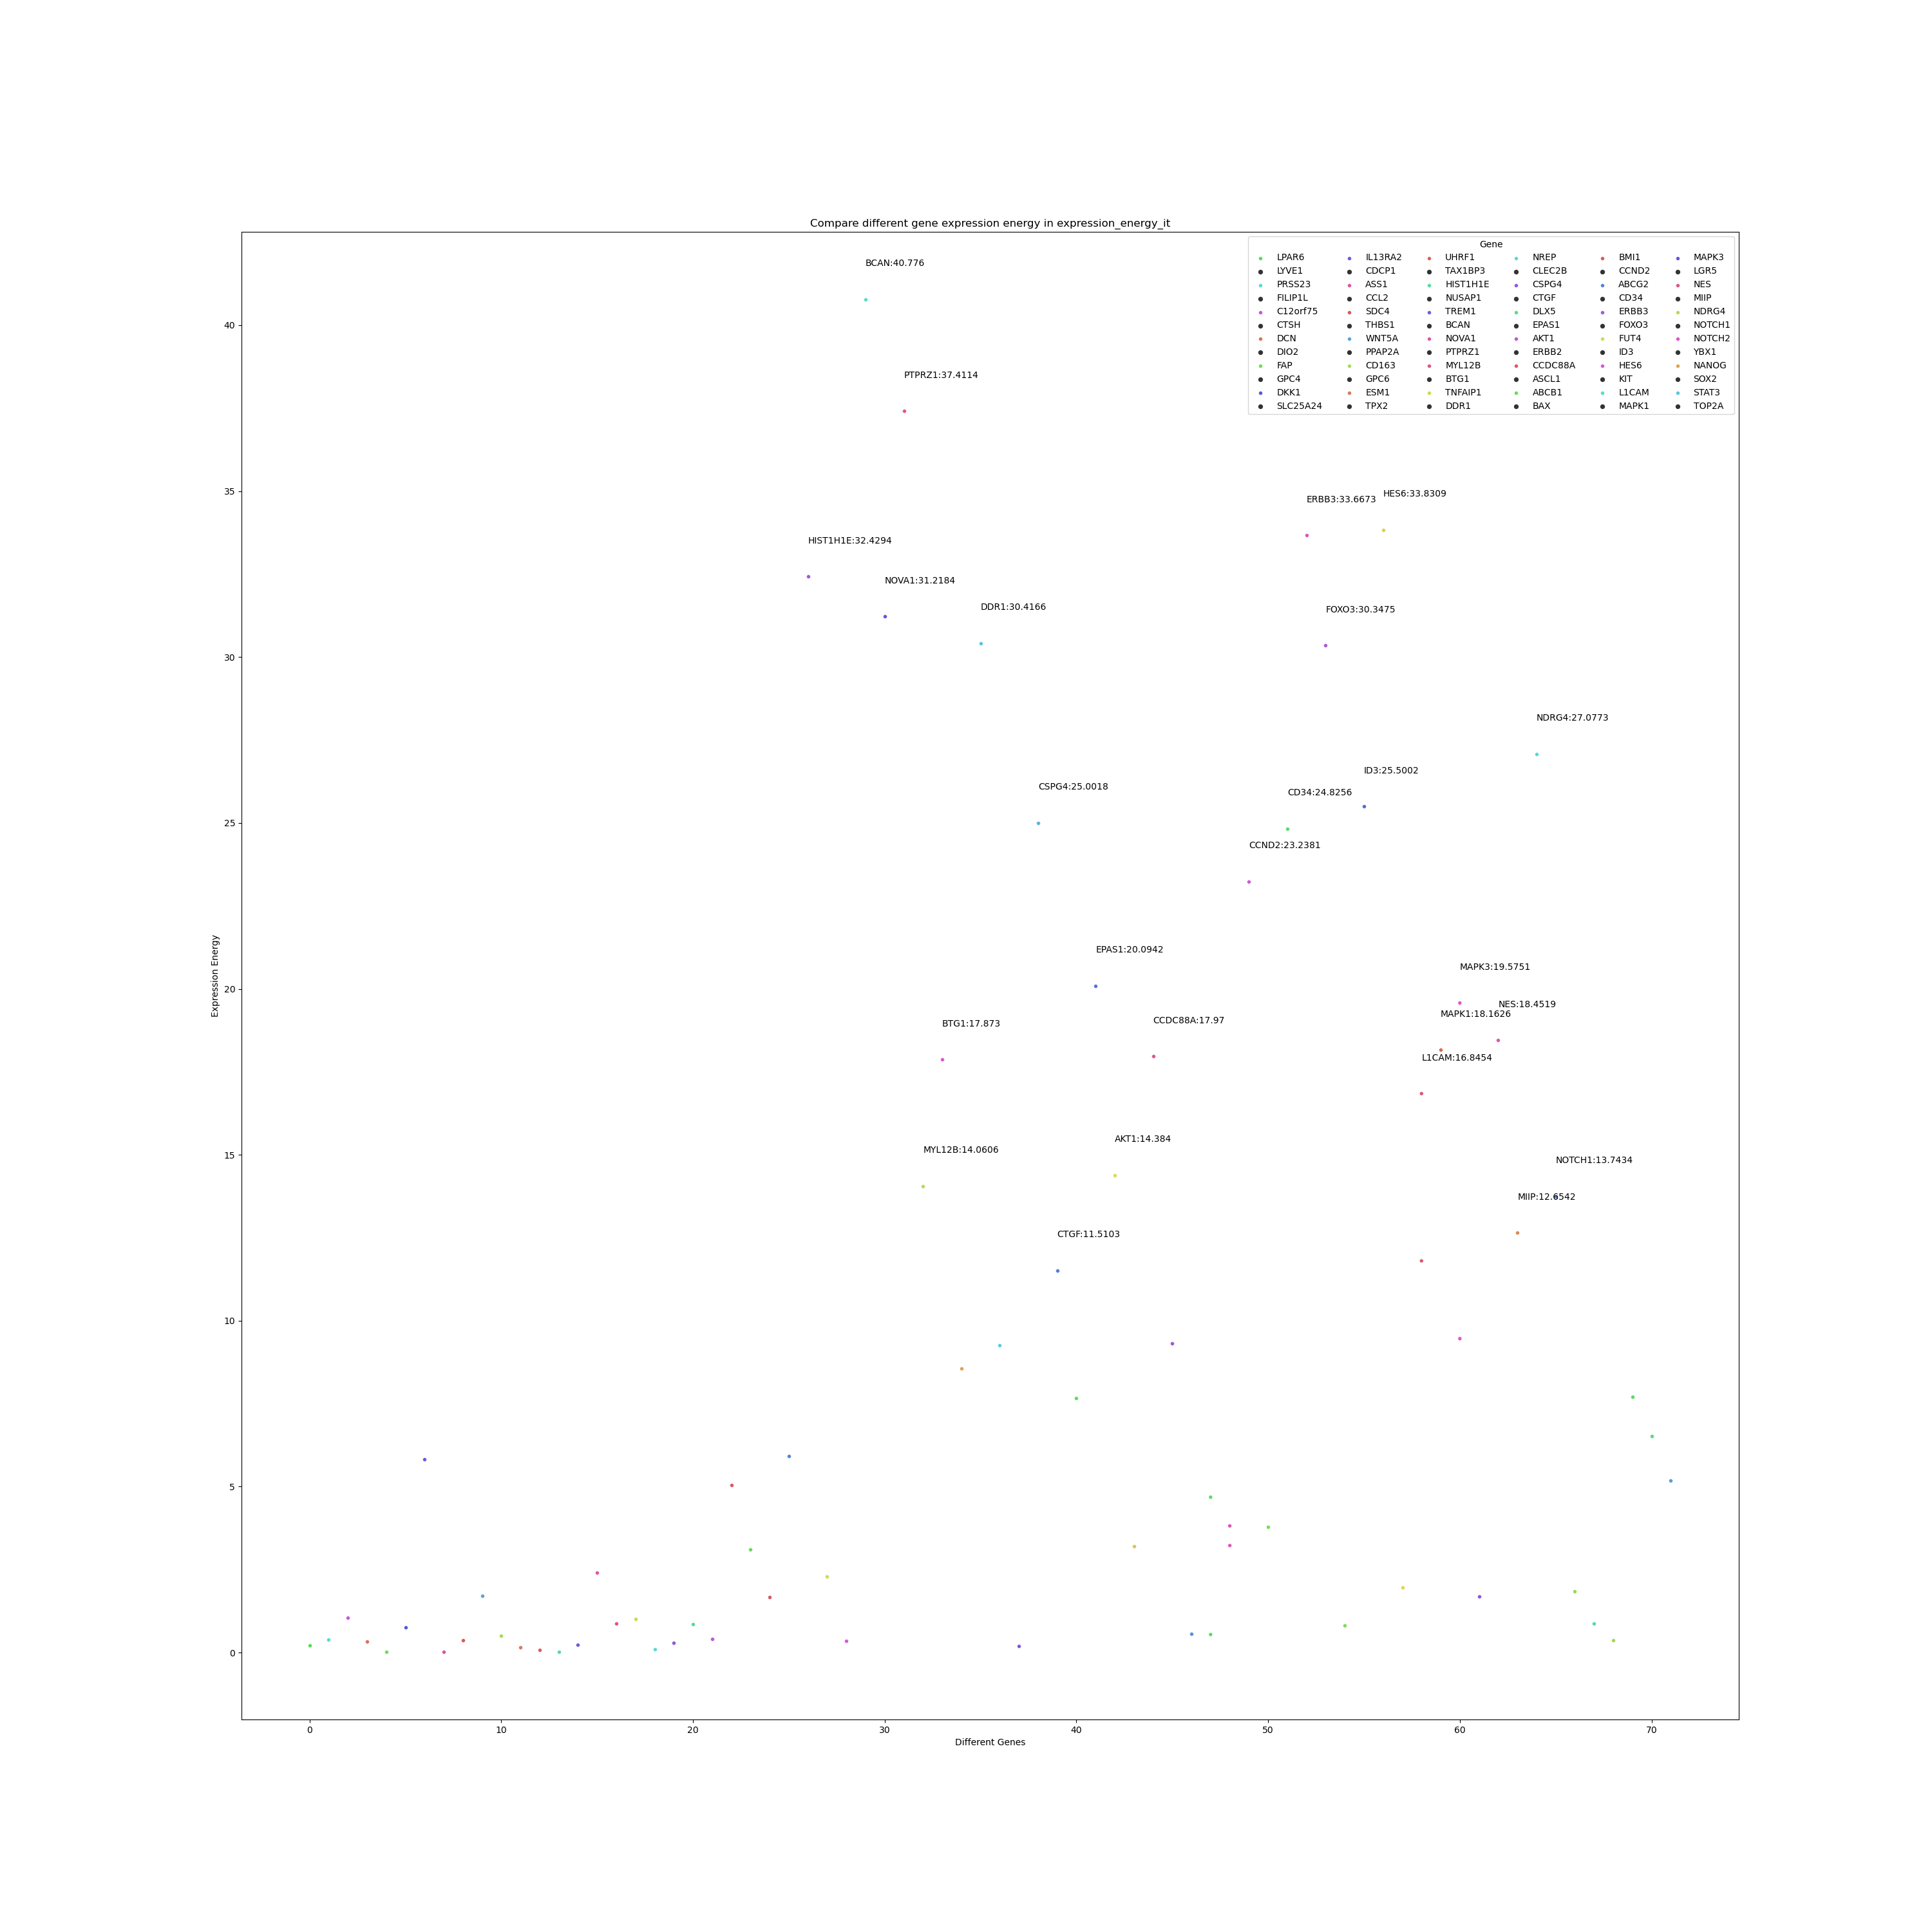 Compare different gene expression energy in expression_energy_it
Gene
LPAR6 IL13RA2 UHRF1 NREP BMI1 MAPK3
LYVE1 CDCP1 TAX1BP3 CLEC2B CCND2 LGR5
PRSS23 ASS1 HIST1H1E CSPG4 ABCG2 NES
FILIP1L CCL2 NUSAP1 CTGF CD34 MIIP
C12orf75 SDC4 TREM1 DLX5 ERBB3 NDRG4
CTSH THBS1 BCAN EPAS1 FOXO3 NOTCH1
DCN WNT5A NOVA1 AKT1 FUT4 NOTCH2
DIO2 PPAP2A PTPRZ1 ERBB2 ID3 YBX1
FAP CD163 MYL12B CCDC88A HES6 NANOG
GPC4 GPC6 BTG1 ASCL1 KIT SOX2
DKK1 ESM1 TNFAIP1 ABCB1 L1CAM STAT3
SLC25A24 TPX2 DDR1 BAX MAPK1 TOP2A
BCAN:40.776
40
PTPRZ1:37.4114
35
HES6:33.8309
ERBB3:33.6673
HIST1H1E:32.4294
NOVA1:31.2184
DDR1:30.4166
FOXO3:30.3475
30
NDRG4:27.0773
ID3:25.5002
CSPG4:25.0018
CD34:24.8256
25
CCND2:23.2381
EPAS1:20.0942
MAPK3:19.5751
20
NES:18.4519
MAPK1:18.1626
CCDC88A:17.97
BTG1:17.873
L1CAM:16.8454
AKT1:14.384
MYL12B:14.0606
15
NOTCH1:13.7434
MIIP:12.6542
CTGF:11.5103
10
5
0
Expression Energy
0 10 20 30 40 50 60 70
Different Genes